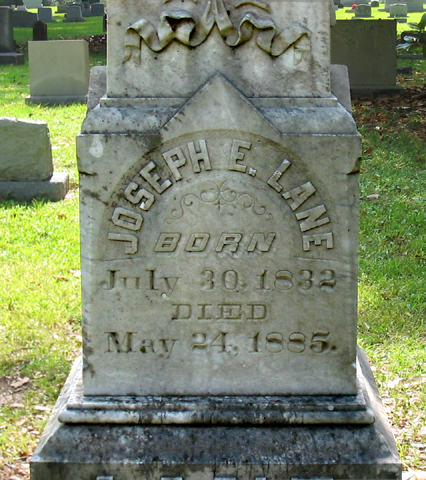 JOSEPH E. LANE
BORN
July 30, 1832
DIED
May 24, 1885.